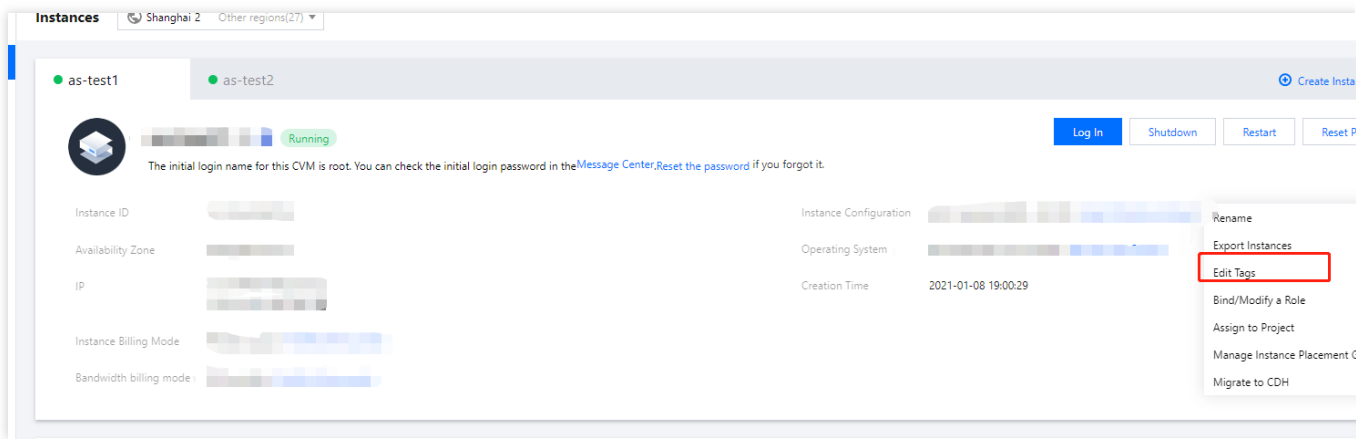 Instances Shanghai 2 Other regions(27)
as-test1 as-test2 Create Insta
Running Log In Shutdown Restart Reset P
The initial login name for this CVM is root. You can check the initial login password in the Message Center,Reset the password if you forgot it.
Instance ID Instance Configuration
Rename
Availability Zone Operating System
Export Instances
Edit Tags
IP Creation Time 2021-01-08 19:00:29
Bind/Modify a Role
Assign to Project
Instance Billing Mode
Manage Instance Placement G
Bandwidth billing mode
Migrate to CDH